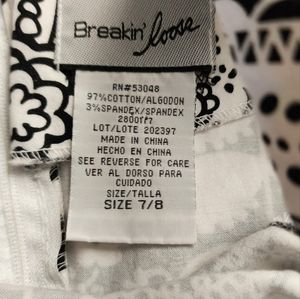 Breakin' loose
RN#53048
97%COTTON/ALGODON
3%SPANDEX/SPANDEX
2800ff7
LOT/LOTE 202397
MADE IN CHINA
HECHO EN CHINA
SEE REVERSE FOR CARE
VER AL DORSO PARA
CUIDADO
SIZE/TALLA
SIZE 7/8